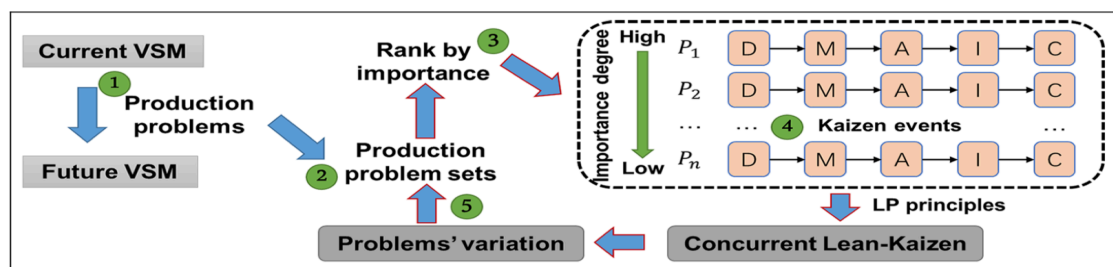 Current VSM
1
Production
problems
Future VSM
2
Rank by
importance
3
Production
problem sets
5
Problems' variation
Importance degree
High
Low
P1 D M A I C
P2 D M A I C
... ... 4 Kaizen events ...
Pn D M A I C
LP principles
Concurrent Lean-Kaizen